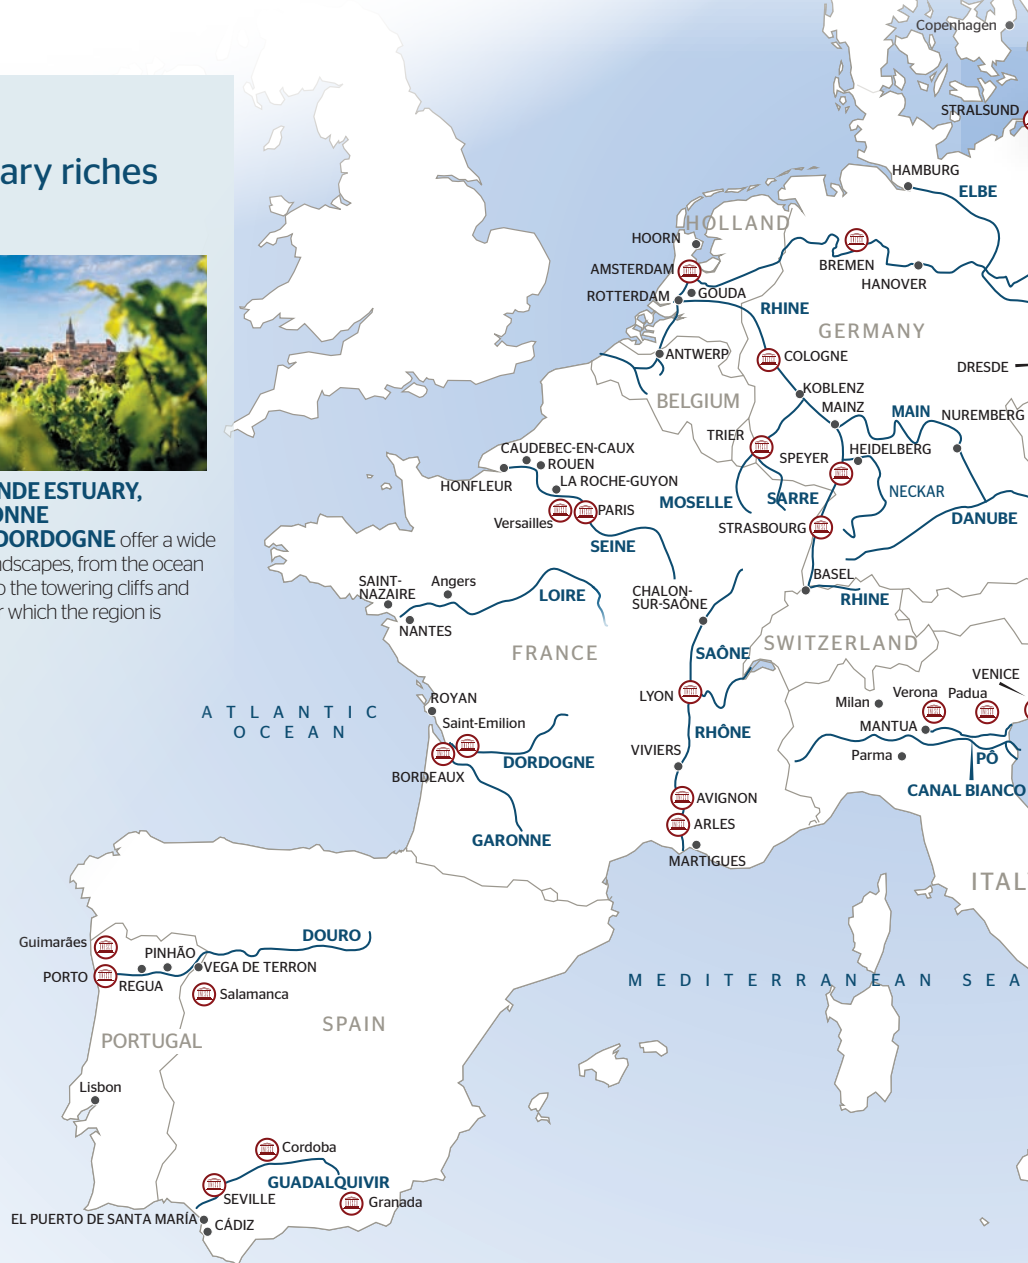 ary riches
NDE ESTUARY,
ONNE
DORDOGNE offer a wide
ndscapes, from the ocean
o the towering cliffs and
r which the region is
Copenhagen
STRALSUND
HAMBURG
ELBE
HOLLAND
HOORN
AMSTERDAM
BREMEN
HANOVER
ROTTERDAM
GOUDA
RHINE
GERMANY
ANTWERP
COLOGNE
DRESDE
KOBLENZ
BELGIUM
MAINZ
MAIN
NUREMBERG
TRIER
HEIDELBERG
SPEYER
CAUDEBEC-EN-CAUX
ROUEN
HONFLEUR
LA ROCHE-GUYON
MOSELLE
SARRE
NECKAR
Versailles
PARIS
STRASBOURG
DANUBE
SEINE
SAINT-
NAZAIRE
Angers
LOIRE
CHALON-
SUR-SAÔNE
BASEL
RHINE
NANTES
FRANCE
SAÔNE
SWITZERLAND
VENICE
ROYAN
LYON
Milan
Verona
Padua
ATLANTIC
OCEAN
Saint-Emilion
RHÔNE
MANTUA
VIVIERS
Parma
PÔ
DORDOGNE
BORDEAUX
CANAL BIANCO
AVIGNON
ARLES
GARONNE
MARTIGUES
ITAL
DOURO
Guimarães
PINHÃO
PORTO
REGUA
VEGA DE TERRON
MEDITERRANEAN SEA
Salamanca
SPAIN
PORTUGAL
Lisbon
Cordoba
GUADALQUIVIR
SEVILLE
Granada
EL PUERTO DE SANTA MARÍA
CÁDIZ